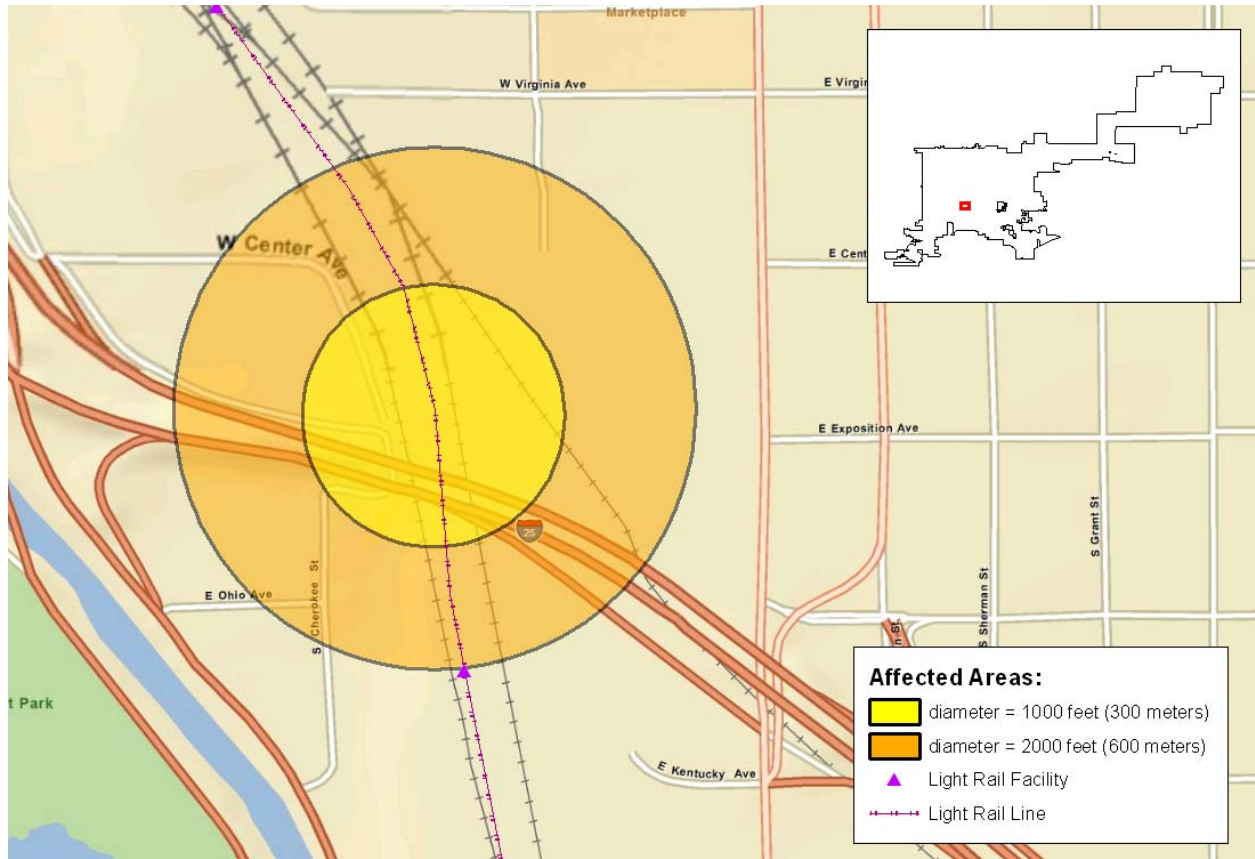 Marketplace
W Virginia Ave
E Virgin
W Center Ave
E Cent
E Exposition Ave
S Grant St
25
E Ohio Ave
S Cherokee St
S Sherman St
n St.
t Park
E Kentucky Ave
Affected Areas:
diameter = 1000 feet (300 meters)
diameter = 2000 feet (600 meters)
Light Rail Facility
Light Rail Line